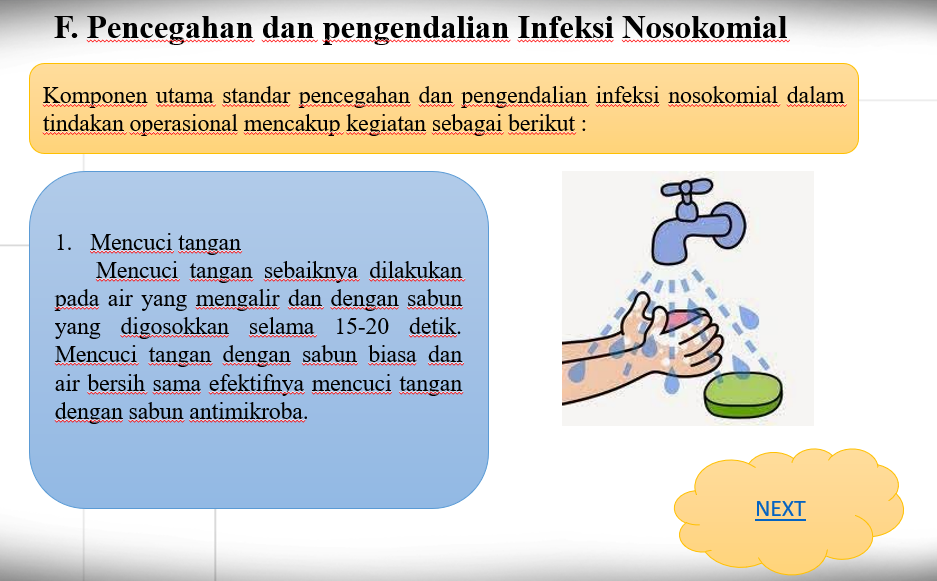 F. Pencegahan dan pengendalian Infeksi Nosokomial
Komponen utama standar pencegahan dan pengendalian infeksi nosokomial dalam
tindakan operasional mencakup kegiatan sebagai berikut :
1. Mencuci tangan
Mencuci tangan sebaiknya dilakukan
pada air yang mengalir dan dengan sabun
yang digosokkan selama 15-20 detik.
Mencuci tangan dengan sabun biasa dan
air bersih sama efektifnya mencuci tangan
dengan sabun antimikroba.
NEXT